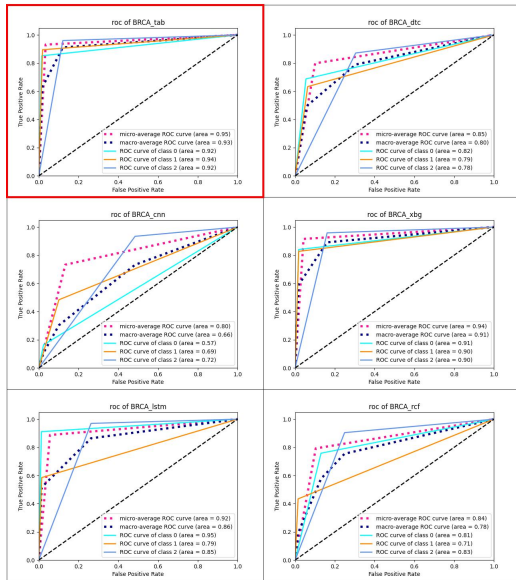 roc of BRCA_tab
True Positive Rate
1.0
0.8
0.6
0.4
0.2
0.0
micro-average ROC curve (area = 0.95)
macro-average ROC curve (area = 0.93)
ROC curve of class 0 (area = 0.92)
ROC curve of class 1 (area = 0.94)
ROC curve of class 2 (area = 0.92)
0.0 0.2 0.4 0.6 0.8 1.0
False Positive Rate
roc of BRCA_dtc
True Positive Rate
1.0
0.8
0.6
0.4
0.2
0.0
micro-average ROC curve (area = 0.85)
macro-average ROC curve (area = 0.80)
ROC curve of class 0 (area = 0.82)
ROC curve of class 1 (area = 0.79)
ROC curve of class 2 (area = 0.78)
0.0 0.2 0.4 0.6 0.8 1.0
False Positive Rate
roc of BRCA_cnn
True Positive Rate
1.0
0.8
0.6
0.4
0.2
0.0
micro-average ROC curve (area = 0.80)
macro-average ROC curve (area = 0.66)
ROC curve of class 0 (area = 0.57)
ROC curve of class 1 (area = 0.69)
ROC curve of class 2 (area = 0.72)
0.0 0.2 0.4 0.6 0.8 1.0
False Positive Rate
roc of BRCA_xbg
True Positive Rate
1.0
0.8
0.6
0.4
0.2
0.0
micro-average ROC curve (area = 0.94)
macro-average ROC curve (area = 0.91)
ROC curve of class 0 (area = 0.91)
ROC curve of class 1 (area = 0.90)
ROC curve of class 2 (area = 0.90)
0.0 0.2 0.4 0.6 0.8 1.0
False Positive Rate
roc of BRCA_lstm
True Positive Rate
1.0
0.8
0.6
0.4
0.2
0.0
micro-average ROC curve (area = 0.92)
macro-average ROC curve (area = 0.86)
ROC curve of class 0 (area = 0.95)
ROC curve of class 1 (area = 0.79)
ROC curve of class 2 (area = 0.85)
0.0 0.2 0.4 0.6 0.8 1.0
False Positive Rate
roc of BRCA_rcf
True Positive Rate
1.0
0.8
0.6
0.4
0.2
0.0
micro-average ROC curve (area = 0.84)
macro-average ROC curve (area = 0.78)
ROC curve of class 0 (area = 0.81)
ROC curve of class 1 (area = 0.71)
ROC curve of class 2 (area = 0.83)
0.0 0.2 0.4 0.6 0.8 1.0
False Positive Rate